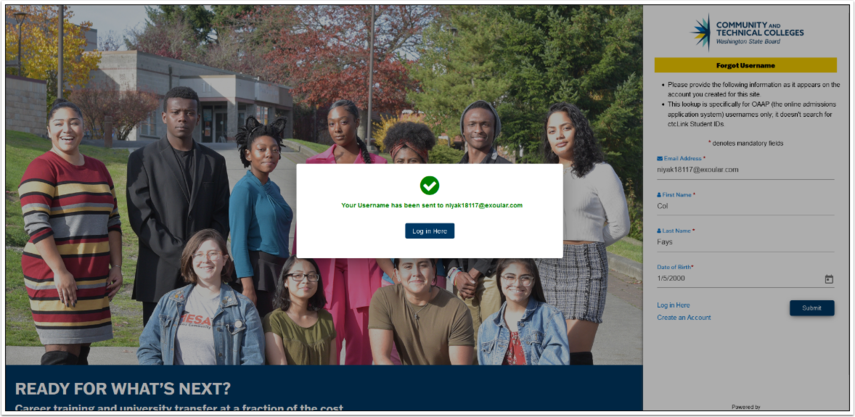 COMMUNITY AND
TECHNICAL COLLEGES
Washington State Board
Forgot Username
Please provide the following information as it appears on the
account you created for this site.
This lookup is specifically for OAAP (the online admissions
application system) usernames only, it doesn't search for
ctcLink Student IDs.
* denotes mandatory fields
Email Address *
niyak18117@exoular.com
First Name *
Col
Last Name *
Fays
Date of Birth*
1/5/2000
Log in Here
Submit
Create an Account
Powered by
Your Username has been sent to niyak18117@exoular.com
Log in Here
READY FOR WHAT'S NEXT?
Career training and university transfer at a fraction of the cost